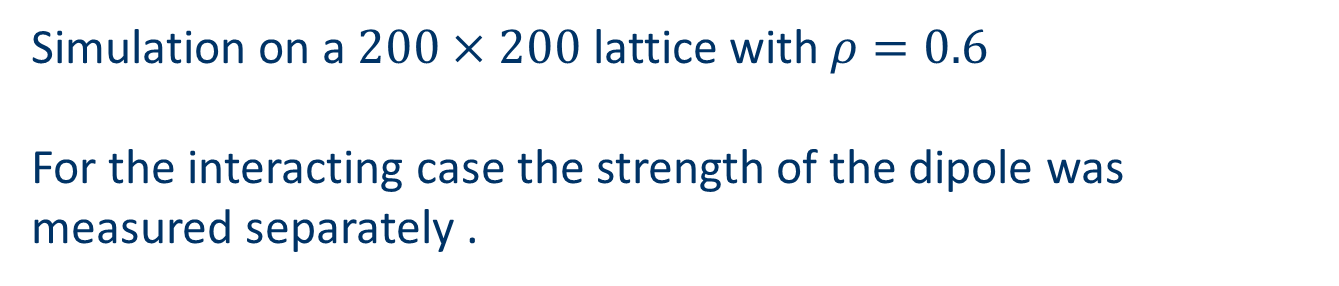 Simulation on a 200 × 200 lattice with ρ = 0.6
For the interacting case the strength of the dipole was
measured separately .